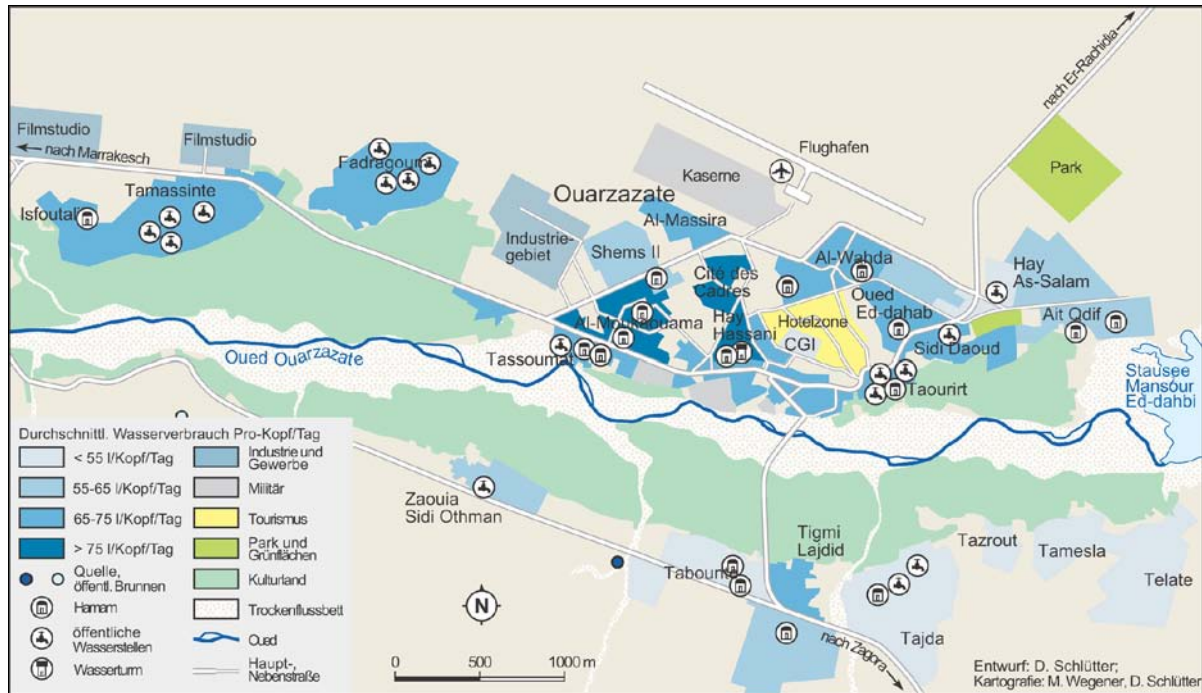 nach Er-Rachidia
Filmstudio
nach Marrakesch
Filmstudio
Fadragoum
Flughafen
Park
Kaserne
Tamassinte
Isfoutalil
Ouarzazate
Al-Massira
Industrie-
gebiet
Shems II
Al-Wahda
Hay
As-Salam
Cité des
Cadres
Oued
Ed-dahab
Ait Qdif
Al-Moukaouama
Hay
Hassani
Hotelzone
CGI
Sidi Daoud
Oued Ouarzazate
Tassoumat
Taourirt
Stausee
Mansour
Ed-dahbi
Zaouia
Sidi Othman
Tigmi
Lajdid
Tazrout
Tamesla
Telate
Tabounte
Tajda
nach Zagora
Durchschnittl. Wasserverbrauch Pro-Kopf/Tag
< 55 l/Kopf/Tag
55-65 l/Kopf/Tag
65-75 l/Kopf/Tag
> 75 l/Kopf/Tag
Quelle,
öffentl. Brunnen
Hamam
öffentliche
Wasserstellen
Wasserturm
Industrie und
Gewerbe
Militär
Tourismus
Park und
Grünflächen
Kulturland
Trockenflussbett
Oued
Haupt-,
Nebenstraße
N
0 500 1000 m
Entwurf: D. Schlütter;
Kartografie: M. Wegener, D. Schlütter